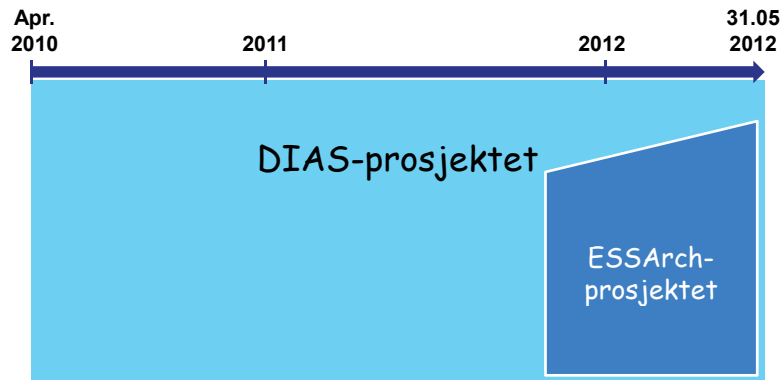 Apr.
2010
2011
2012
31.05
2012
DIAS-prosjektet
ESSArch-
prosjektet